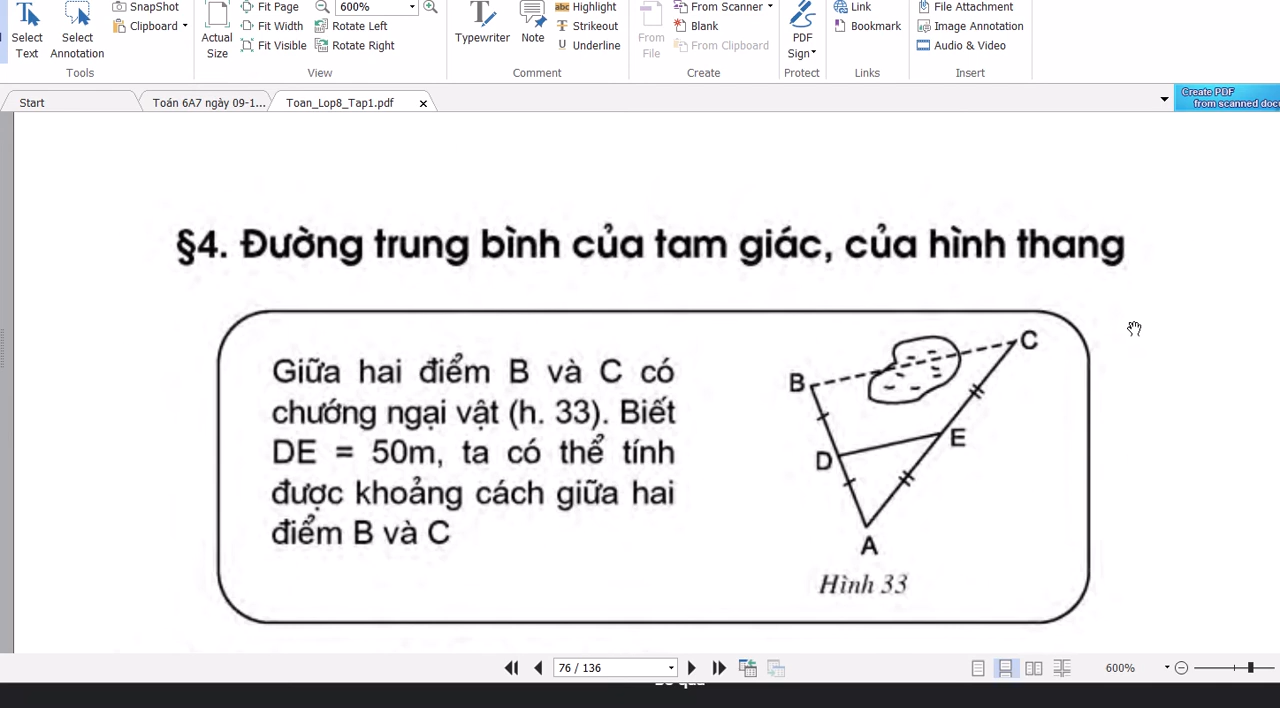 SnapShot
Fit Page
600%
Highlight
From Scanner
Link
File Attachment
Clipboard
Fit Width
Rotate Left
Strikeout
Blank
Bookmark
Image Annotation
Select Text
Select Annotation
Actual Size
Fit Visible
Rotate Right
Typewriter
Note
Underline
From File
From Clipboard
PDF Sign
Audio & Video
Tools
View
Comment
Create
Protect
Links
Insert
Start
Toán 6A7 ngày 09-1...
Toan_Lop8_Tap1.pdf
Create PDF
from scanned docu
§4. Đường trung bình của tam giác, của hình thang
Giữa hai điểm B và C có
chướng ngại vật (h. 33). Biết
DE = 50m, ta có thể tính
được khoảng cách giữa hai
điểm B và C
C
B
E
D
A
Hình 33
76 / 136
600%